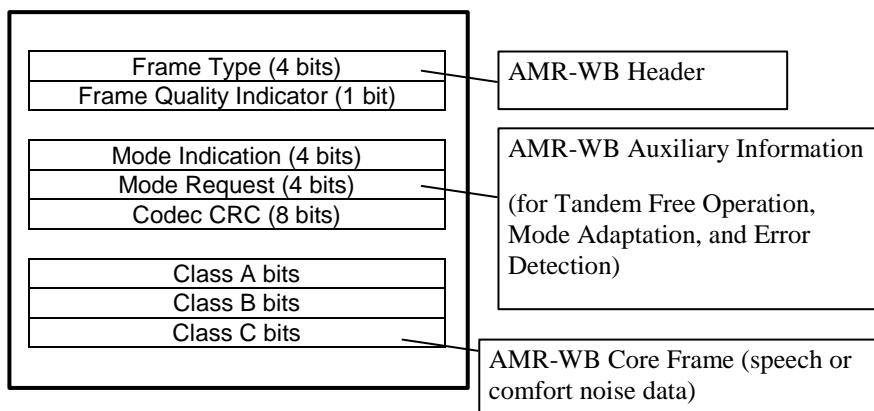 Frame Type (4 bits)
Frame Quality Indicator (1 bit)
AMR-WB Header
Mode Indication (4 bits)
Mode Request (4 bits)
Codec CRC (8 bits)
AMR-WB Auxiliary Information
(for Tandem Free Operation,
Mode Adaptation, and Error
Detection)
Class A bits
Class B bits
Class C bits
AMR-WB Core Frame (speech or
comfort noise data)